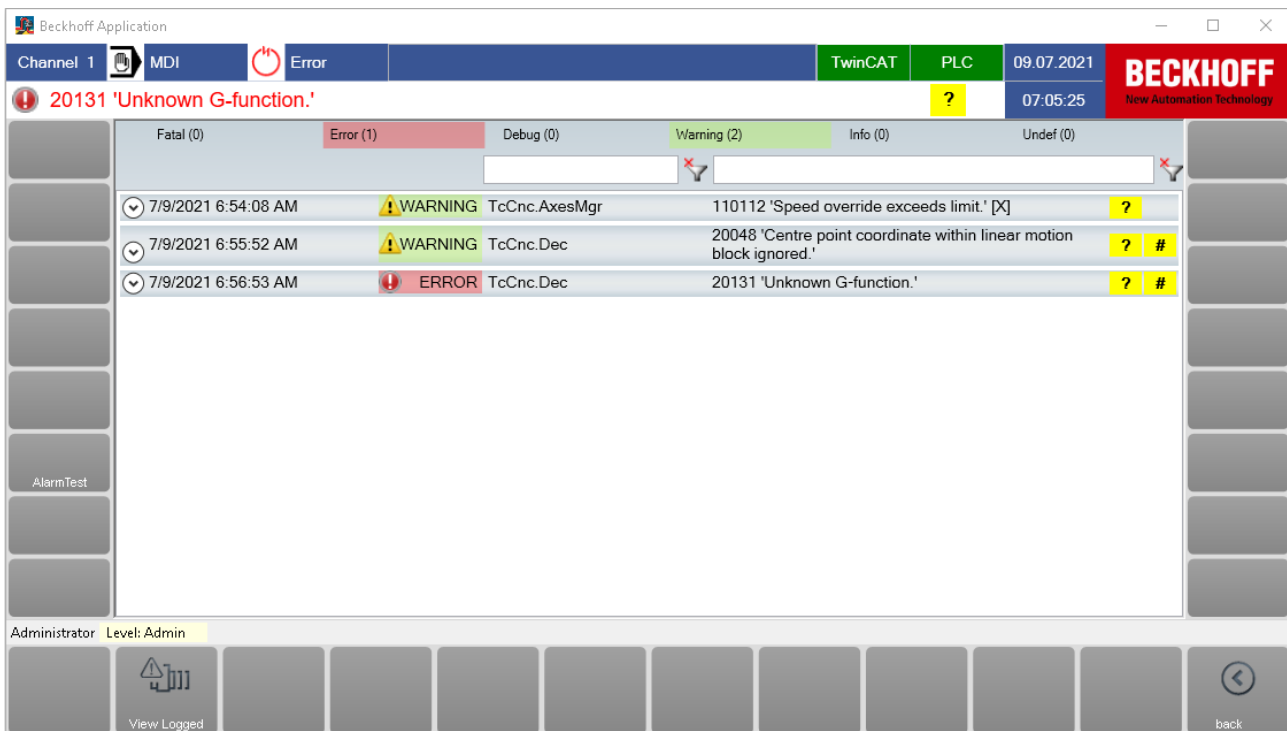 Beckhoff Application
Channel 1 MDI Error TwinCAT PLC 09.07.2021 BECKHOFF
20131 'Unknown G-function.' ? 07:05:25 New Automation Technology
Fatal (0) Error (1) Debug (0) Warning (2) Info (0) Undef (0)
7/9/2021 6:54:08 AM WARNING TcCnc.AxesMgr 110112 'Speed override exceeds limit.' [X] ?
7/9/2021 6:55:52 AM WARNING TcCnc.Dec 20048 'Centre point coordinate within linear motion
block ignored.' ? #
7/9/2021 6:56:53 AM ERROR TcCnc.Dec 20131 'Unknown G-function.' ? #
AlarmTest
Administrator Level: Admin
View Logged back